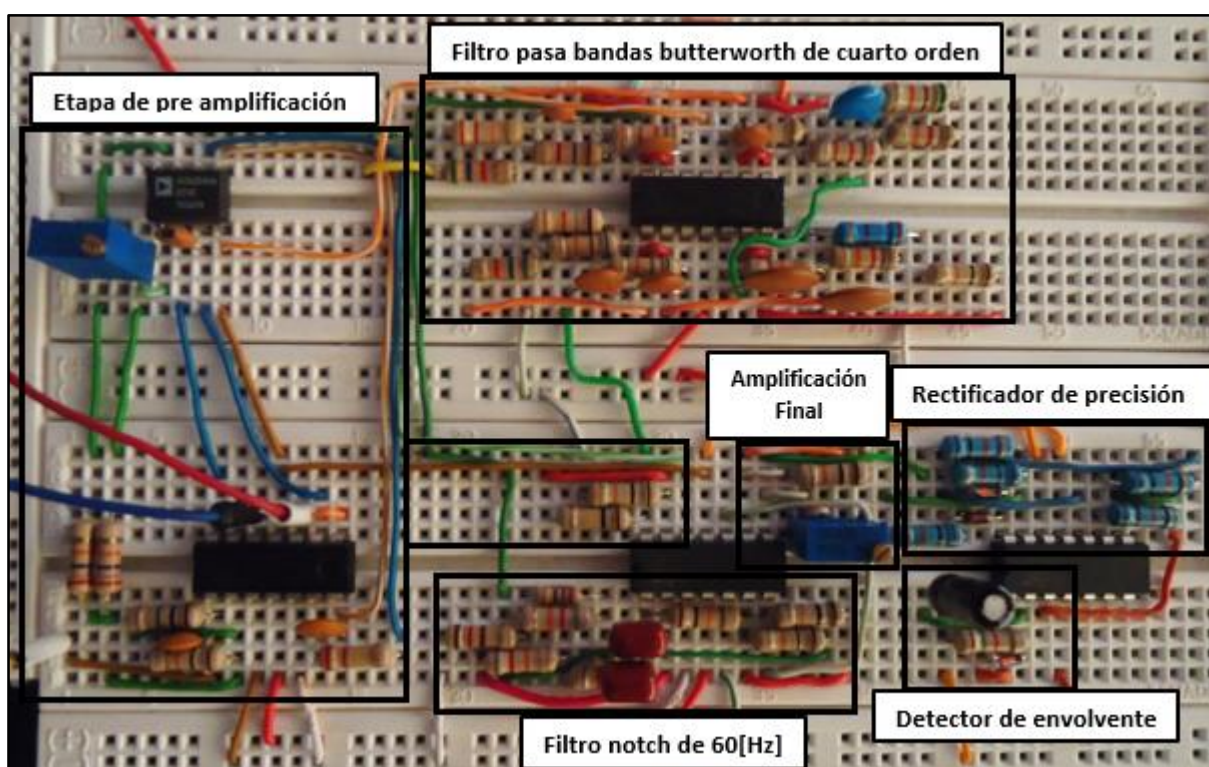 Filtro pasa bandas butterworth de cuarto orden
Etapa de pre amplificación
Amplificación
Final
Rectificador de precisión
Detector de envolvente
Filtro notch de 60[Hz]